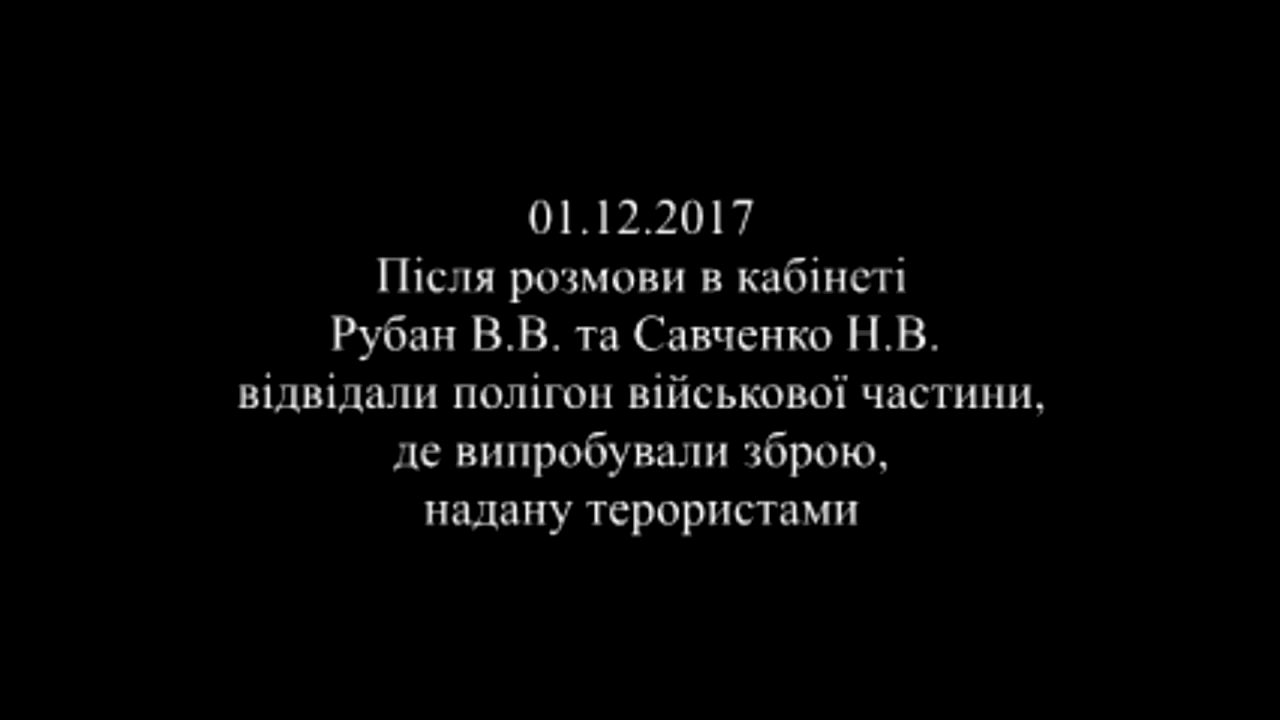 01.12.2017
Після розмови в кабінеті
Рубан В.В. та Савченко Н.В.
відвідали полігон військової частини,
де випробували зброю,
надану терористами